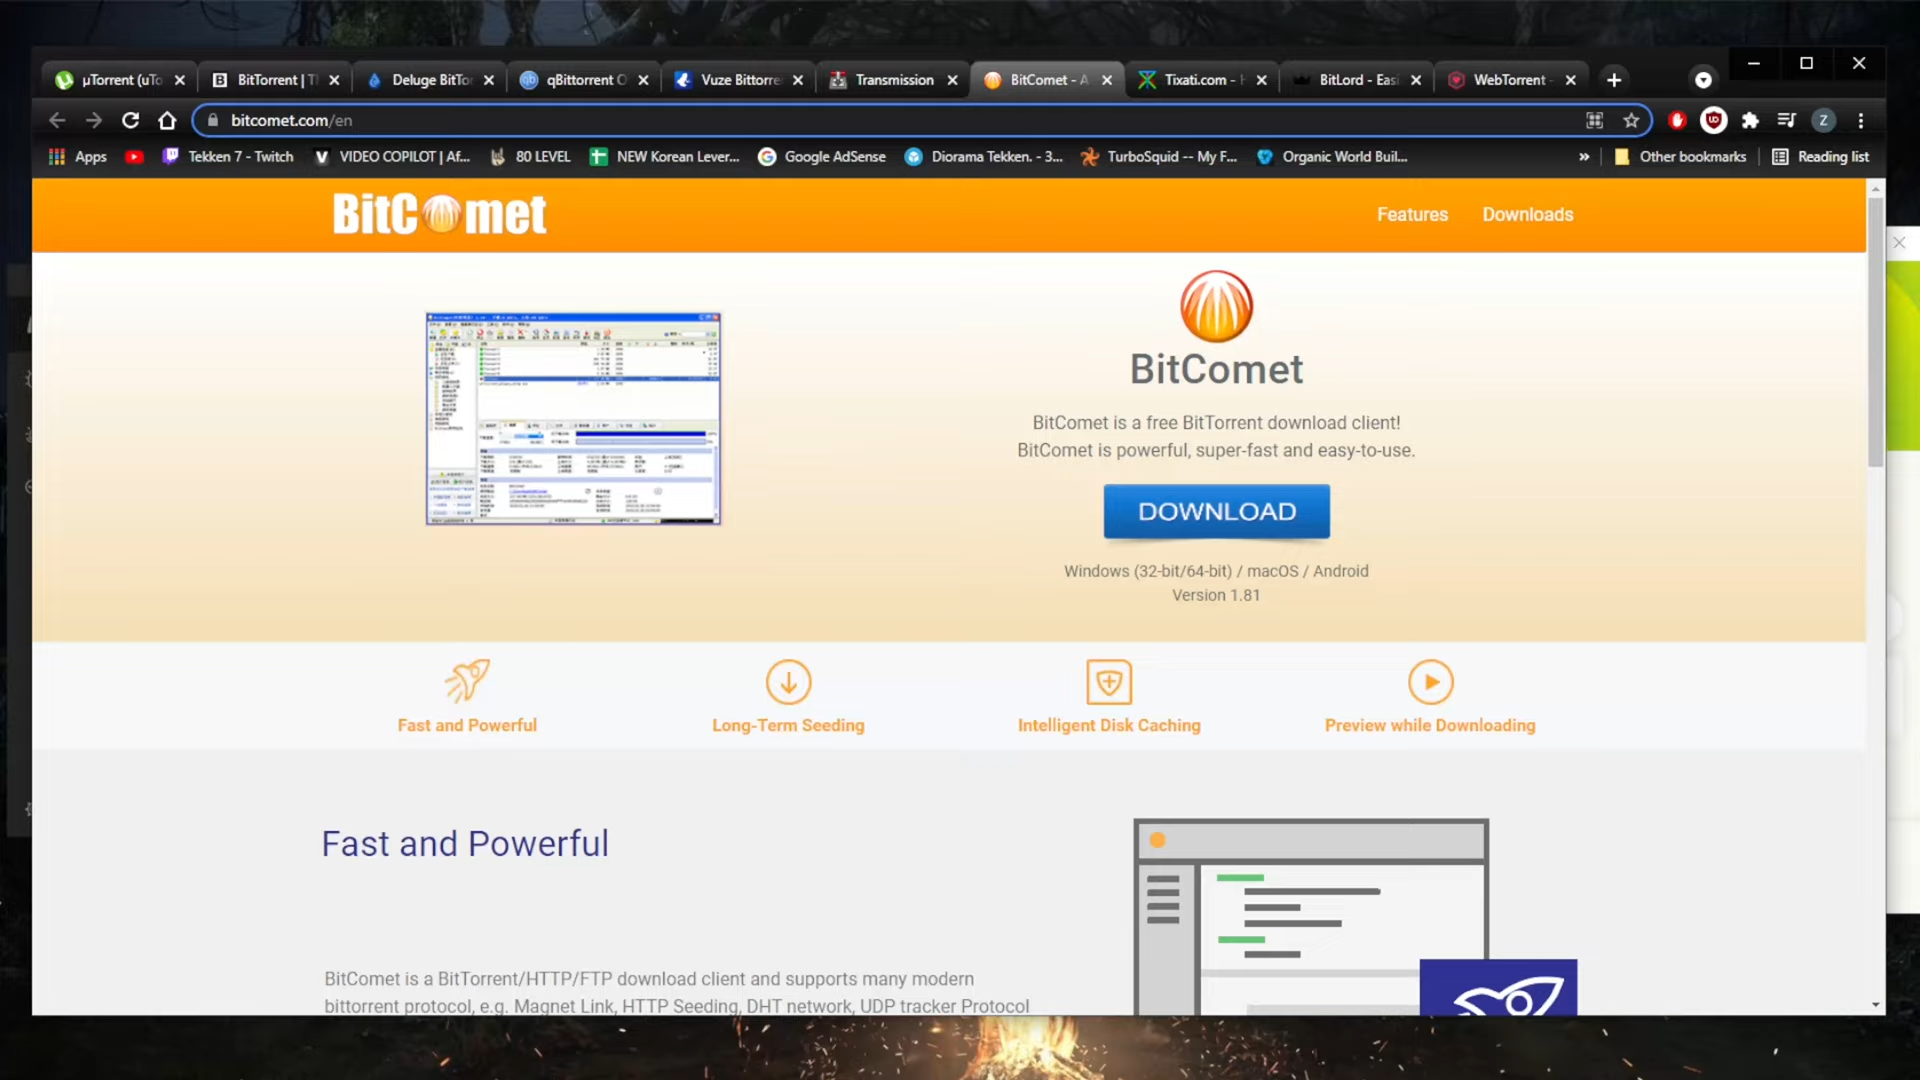 µTorrent (uTo
BitTorrent | T
Deluge BitTo
qBittorrent O
Vuze Bittorre
Transmission
BitComet - A
Tixati.com -
BitLord - Easi
WebTorrent -
bitcomet.com/en
Z
Apps
Tekken 7 - Twitch
VIDEO COPILOT | Af...
80 LEVEL
NEW Korean Lever...
Google AdSense
Diorama Tekken. - 3...
TurboSquid -- My F...
Organic World Buil...
»
Other bookmarks
Reading list
BitComet
Features
Downloads
BitComet
BitComet is a free BitTorrent download client!
BitComet is powerful, super-fast and easy-to-use.
DOWNLOAD
Windows (32-bit/64-bit) / macOS / Android
Version 1.81
Fast and Powerful
Long-Term Seeding
Intelligent Disk Caching
Preview while Downloading
Fast and Powerful
BitComet is a BitTorrent/HTTP/FTP download client and supports many modern
bittorrent protocol, e.g. Magnet Link, HTTP Seeding, DHT network, UDP tracker Protocol